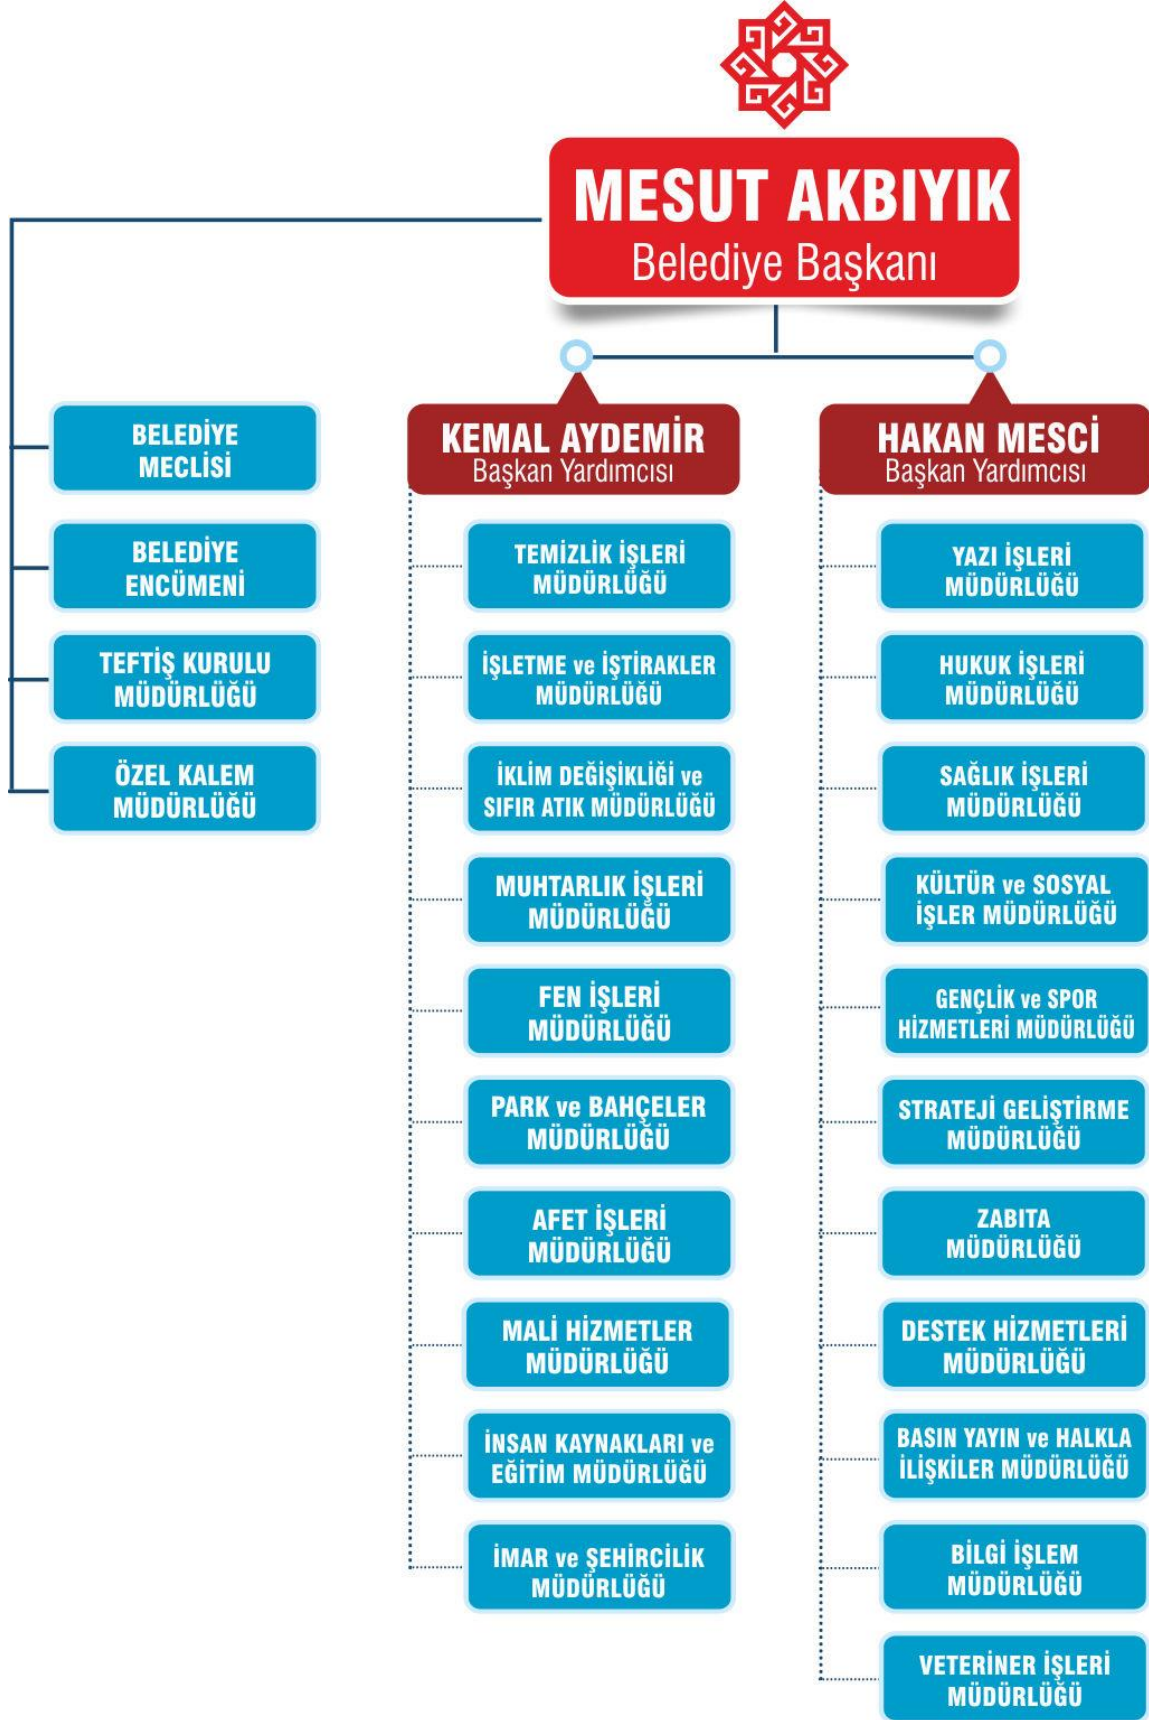 MESUT AKBIYIK
Belediye Başkanı
BELEDİYE
MECLİSİ
BELEDİYE
ENCÜMENİ
TEFTİŞ KURULU
MÜDÜRLÜĞÜ
ÖZEL KALEM
MÜDÜRLÜĞÜ
KEMAL AYDEMİR
Başkan Yardımcısı
TEMİZLİK İŞLERİ
MÜDÜRLÜĞÜ
İŞLETME ve İŞTİRAKLER
MÜDÜRLÜĞÜ
İKLİM DEĞİŞİKLİĞİ ve
SIFIR ATIK MÜDÜRLÜĞÜ
MUHTARLIK İŞLERİ
MÜDÜRLÜĞÜ
FEN İŞLERİ
MÜDÜRLÜĞÜ
PARK ve BAHÇELER
MÜDÜRLÜĞÜ
AFET İŞLERİ
MÜDÜRLÜĞÜ
MALİ HİZMETLER
MÜDÜRLÜĞÜ
İNSAN KAYNAKLARI ve
EĞİTİM MÜDÜRLÜĞÜ
İMAR ve ŞEHİRCİLİK
MÜDÜRLÜĞÜ
HAKAN MESCİ
Başkan Yardımcısı
YAZI İŞLERİ
MÜDÜRLÜĞÜ
HUKUK İŞLERİ
MÜDÜRLÜĞÜ
SAĞLIK İŞLERİ
MÜDÜRLÜĞÜ
KÜLTÜR ve SOSYAL
İŞLER MÜDÜRLÜĞÜ
GENÇLİK ve SPOR
HİZMETLERİ MÜDÜRLÜĞÜ
STRATEJİ GELİŞTİRME
MÜDÜRLÜĞÜ
ZABITA
MÜDÜRLÜĞÜ
DESTEK HİZMETLERİ
MÜDÜRLÜĞÜ
BASIN YAYIN ve HALKLA
İLİŞKİLER MÜDÜRLÜĞÜ
BİLGİ İŞLEM
MÜDÜRLÜĞÜ
VETERİNER İŞLERİ
MÜDÜRLÜĞÜ